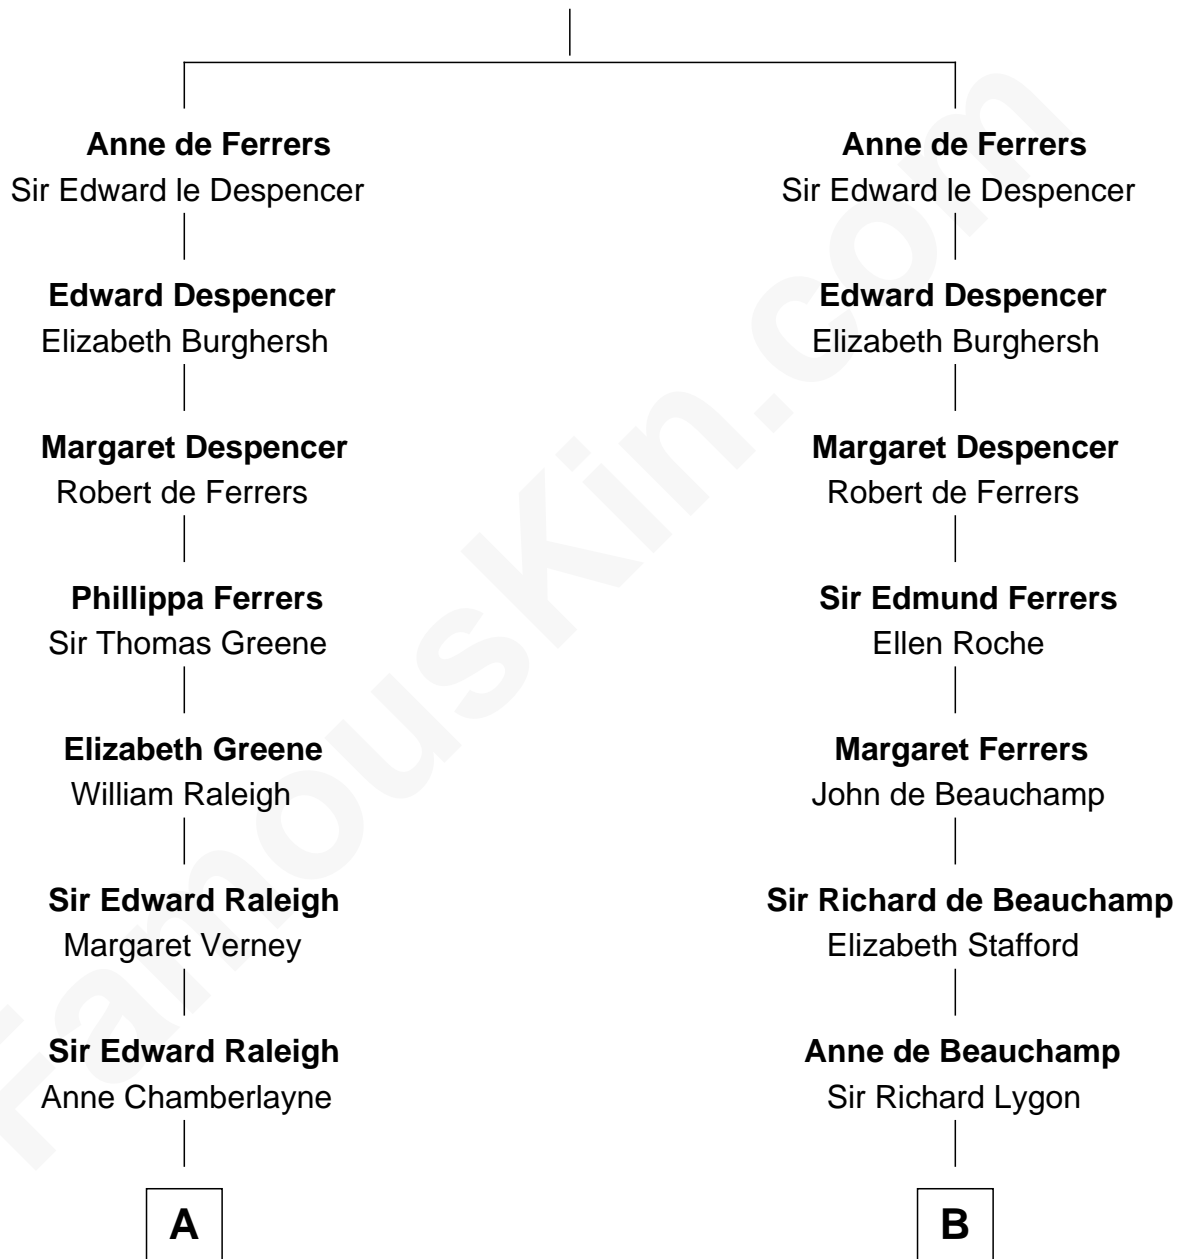 Anne de Ferrers
Sir Edward le Despencer
Edward Despencer
Elizabeth Burghersh
Margaret Despencer
Robert de Ferrers
Phillippa Ferrers
Sir Thomas Greene
Elizabeth Greene
William Raleigh
Sir Edward Raleigh
Margaret Verney
Sir Edward Raleigh
Anne Chamberlayne
A
Anne de Ferrers
Sir Edward le Despencer
Edward Despencer
Elizabeth Burghersh
Margaret Despencer
Robert de Ferrers
Sir Edmund Ferrers
Ellen Roche
Margaret Ferrers
John de Beauchamp
Sir Richard de Beauchamp
Elizabeth Stafford
Anne de Beauchamp
Sir Richard Lygon
B
FamousKin.com